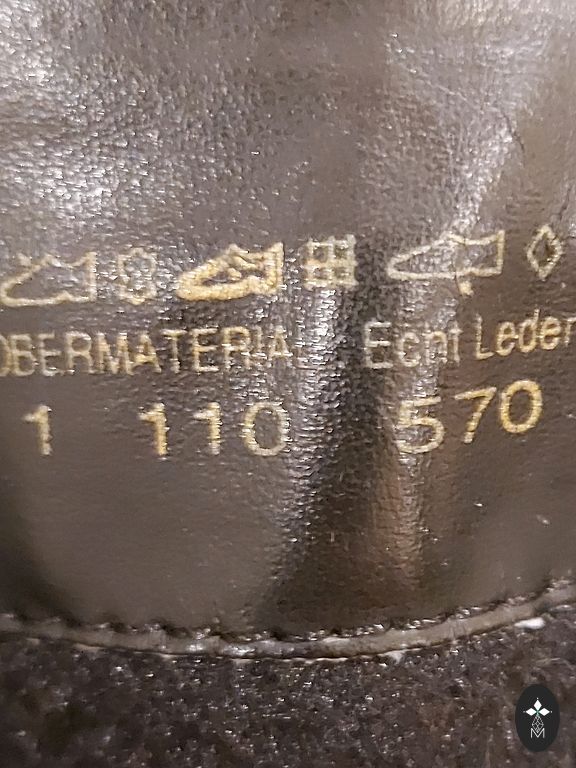 OBERMATERIAL Echt Leder
1 110 570
M